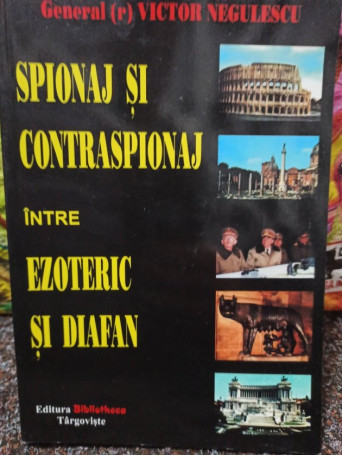 General (r) VICTOR NEGULESCU
SPIONAJ ȘI
CONTRASPIONAJ
ÎNTRE
EZOTERIC
ȘI DIAFAN
Editura Bibliotheca
Târgoviște